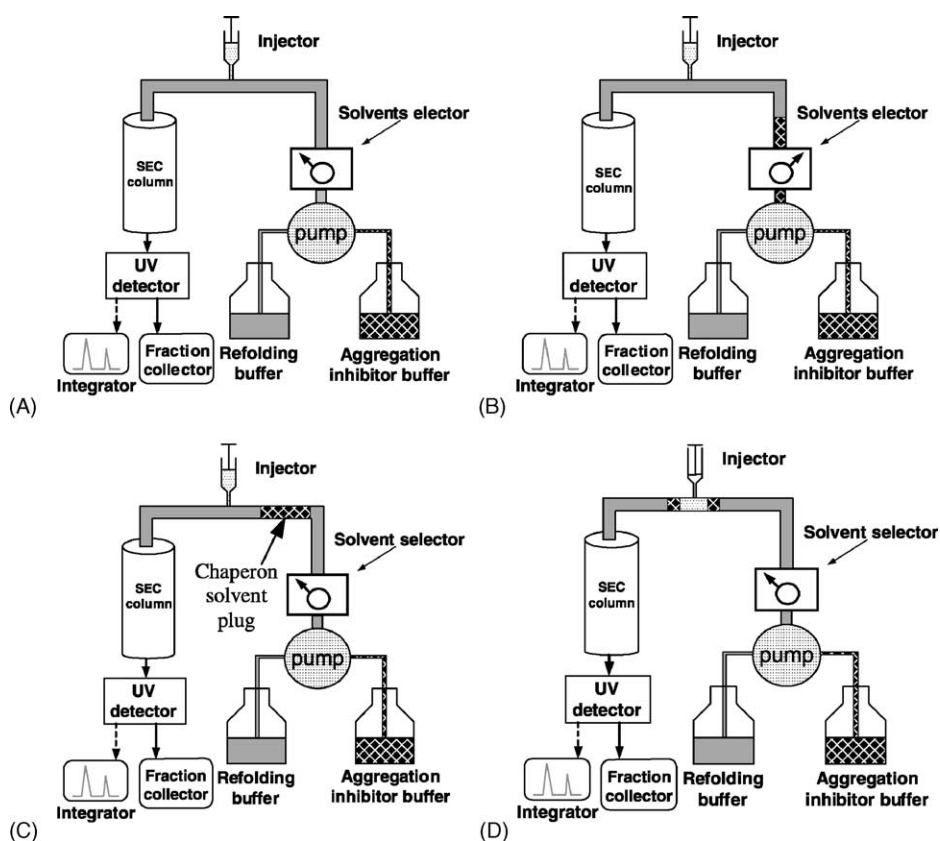 Injector
Solvents elector
SEC
column
pump
UV
detector
Integrator
Fraction
collector
Refolding
buffer
Aggregation
inhibitor buffer
(A)
Injector
Solvents elector
SEC
column
pump
UV
detector
Integrator
Fraction
collector
Refolding
buffer
Aggregation
inhibitor buffer
(B)
Injector
Solvent selector
Chaperon
solvent
plug
SEC
column
pump
UV
detector
Integrator
Fraction
collector
Refolding
buffer
Aggregation
inhibitor buffer
(C)
Injector
Solvent selector
SEC
column
pump
UV
detector
Integrator
Fraction
collector
Refolding
buffer
Aggregation
inhibitor buffer
(D)